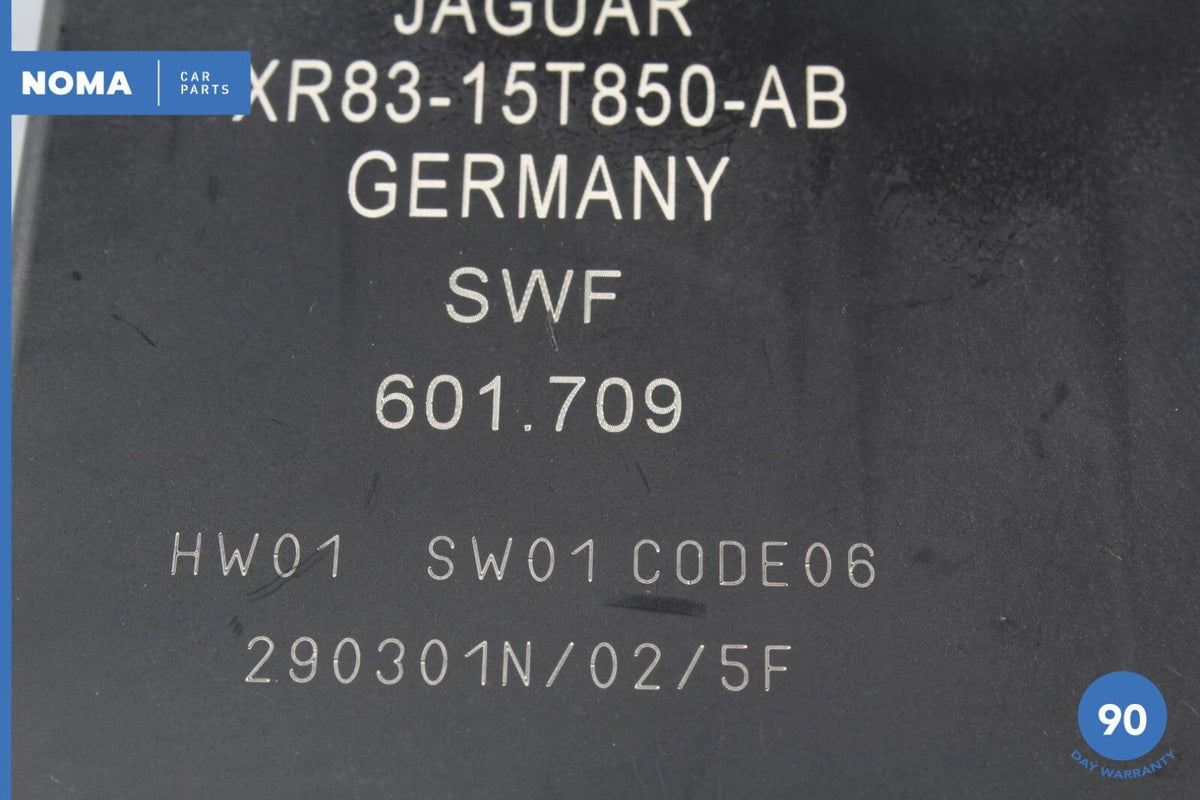 JAGUAR
NOMA CAR PARTS
XR83-15T850-AB
GERMANY
SWF
601.709
HW01 SW01 CODE06
290301N/02/5F
90
DAY WARRANTY